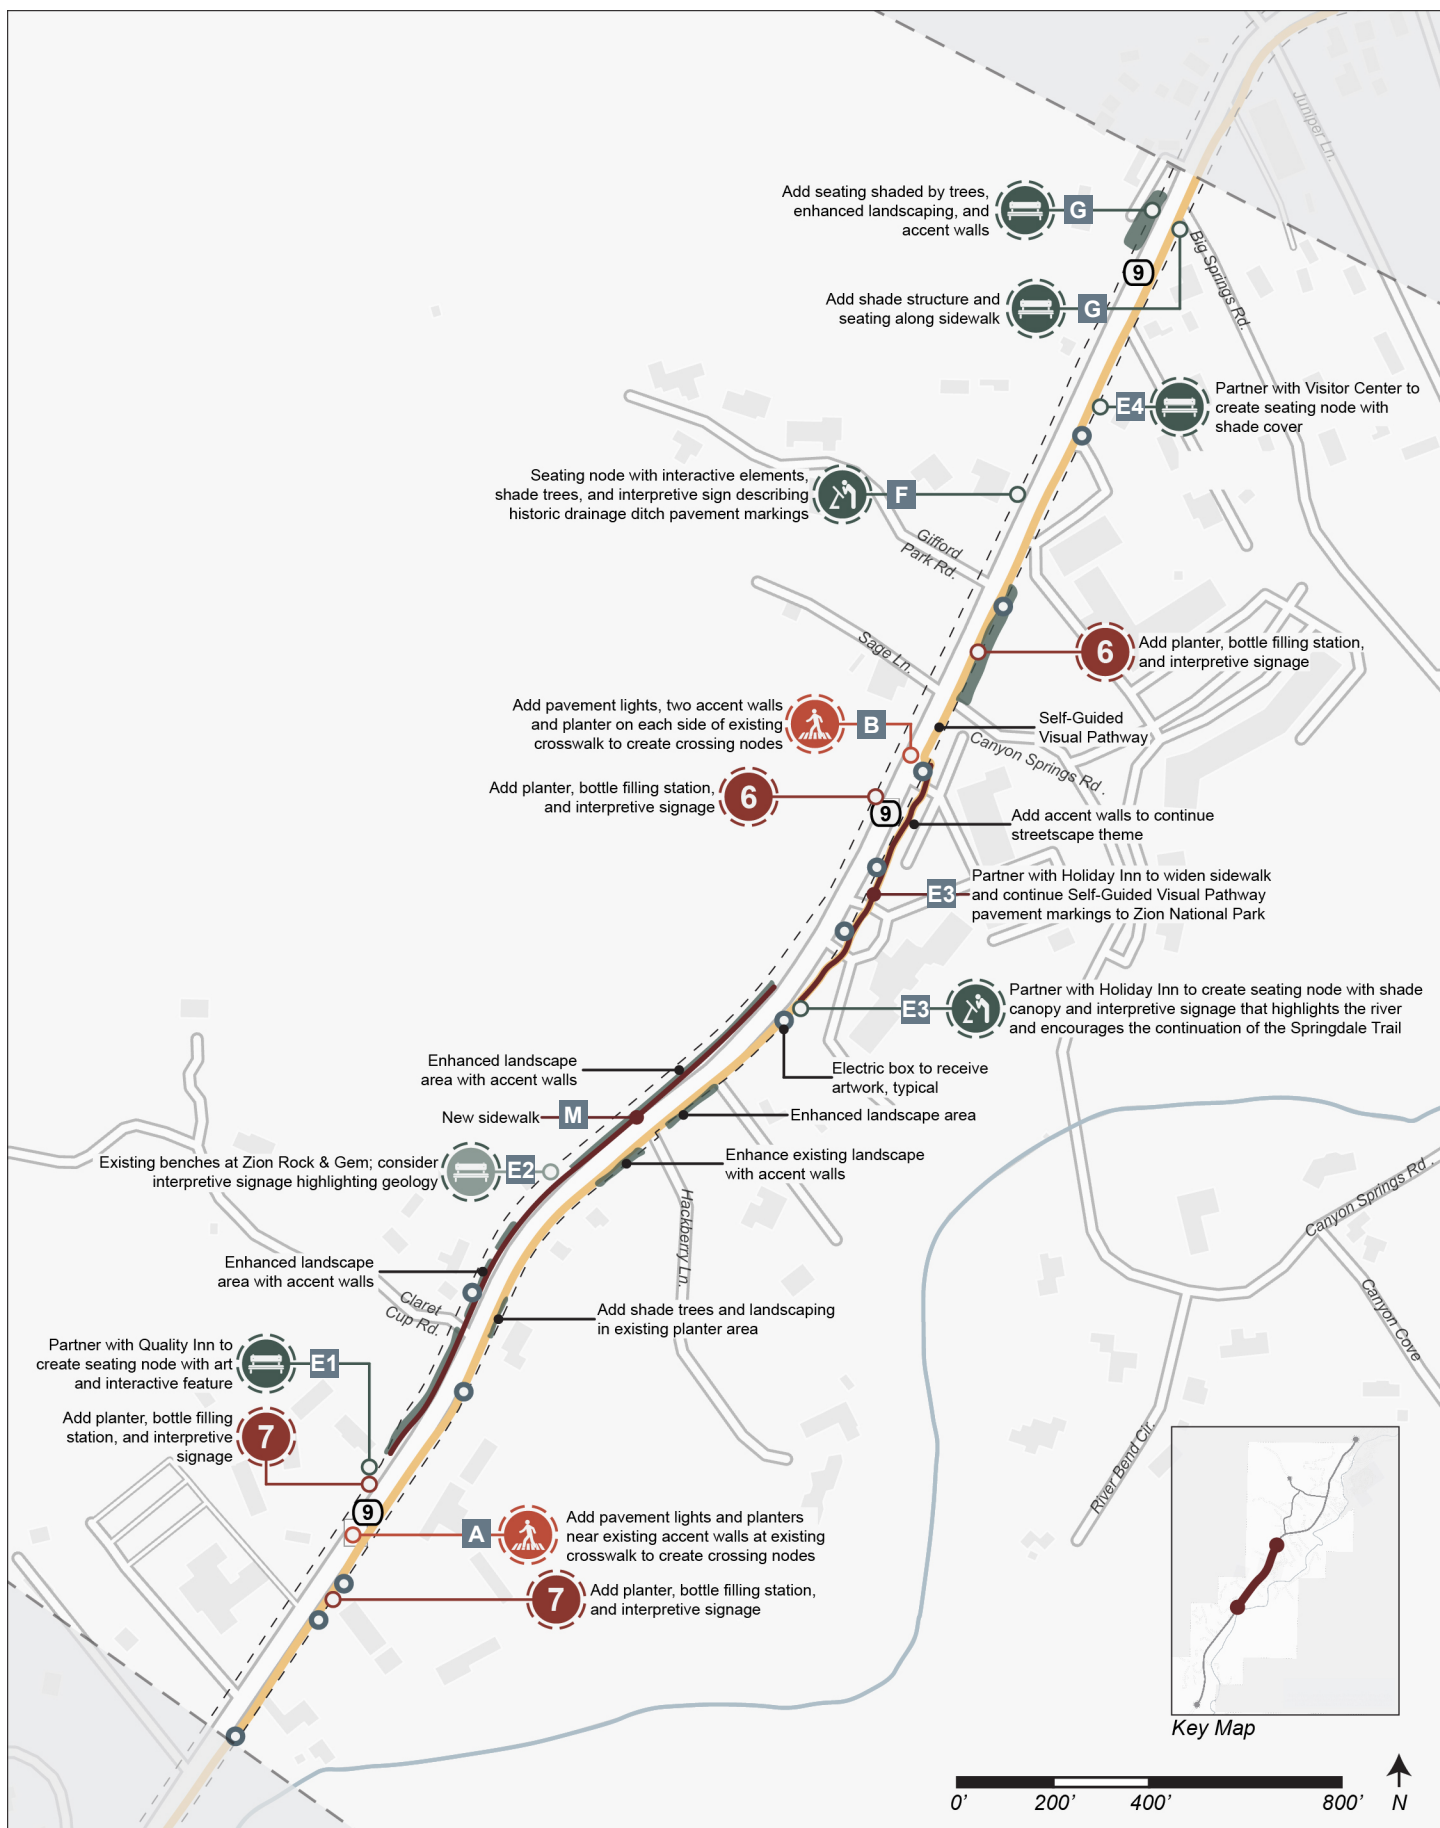 Juniper Ln.
Add seating shaded by trees,
enhanced landscaping, and
accent walls
G
Big Springs Rd.
9
Add shade structure and
seating along sidewalk
G
E4
Partner with Visitor Center to
create seating node with
shade cover
Seating node with interactive elements,
shade trees, and interpretive sign describing
historic drainage ditch pavement markings
F
Gifford
Park Rd.
Sage Ln.
6
Add planter, bottle filling station,
and interpretive signage
Add pavement lights, two accent walls
and planter on each side of existing
crosswalk to create crossing nodes
B
Self-Guided
Visual Pathway
Canyon Springs Rd .
Add planter, bottle filling station,
and interpretive signage
6
9
Add accent walls to continue
streetscape theme
E3
Partner with Holiday Inn to widen sidewalk
and continue Self-Guided Visual Pathway
pavement markings to Zion National Park
E3
Partner with Holiday Inn to create seating node with shade
canopy and interpretive signage that highlights the river
and encourages the continuation of the Springdale Trail
Enhanced landscape
area with accent walls
Electric box to receive
artwork, typical
New sidewalk
M
Enhanced landscape area
Existing benches at Zion Rock & Gem; consider
interpretive signage highlighting geology
E2
Enhance existing landscape
with accent walls
Hackberry Ln.
Canyon Springs Rd .
Enhanced landscape
area with accent walls
Claret
Cup Rd.
Add shade trees and landscaping
in existing planter area
Canyon Cove
Partner with Quality Inn to
create seating node with art
and interactive feature
E1
Add planter, bottle filling
station, and interpretive
signage
7
River Bend Cir.
9
A
Add pavement lights and planters
near existing accent walls at existing
crosswalk to create crossing nodes
7
Add planter, bottle filling station,
and interpretive signage
Key Map
0'
200'
400'
800'
N